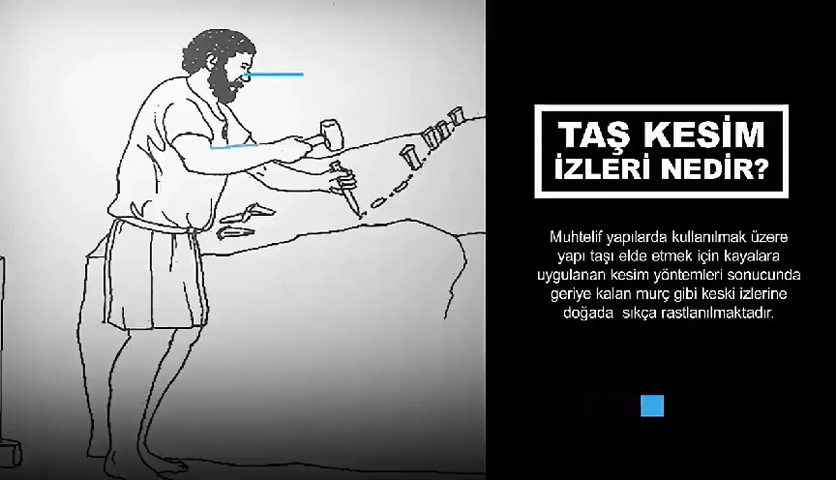 TAŞ KESİM
İZLERİ NEDİR?
Muhtelif yapılarda kullanılmak üzere
yapı taşı elde etmek için kayalara
uygulanan kesim yöntemleri sonucunda
geriye kalan murç gibi keski izlerine
doğada sıkça rastlanılmaktadır.